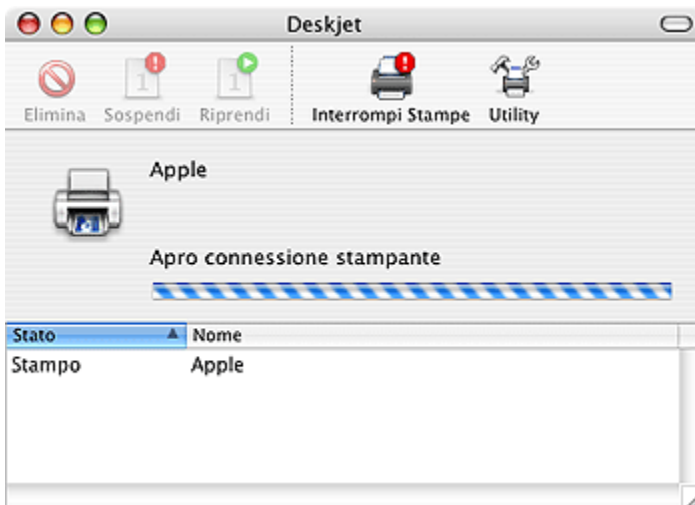 Deskjet
Elimina Sospendi Riprendi Interrompi Stampe Utility
Apple
Apro connessione stampante
Stato Nome
Stampo Apple